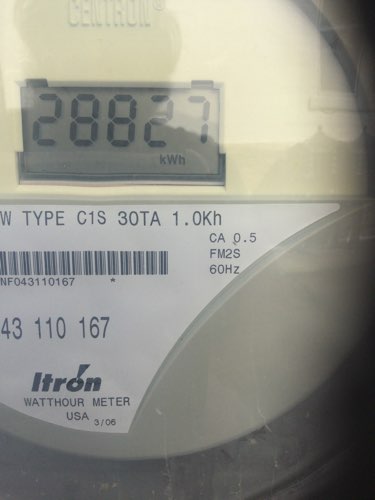 CENTRON®
28827
kWh
W TYPE C1S 30TA 1.0Kh
CA 0.5
FM2S
60Hz
NF043110167 *
43 110 167
Itrón
WATTHOUR METER
USA 3/06